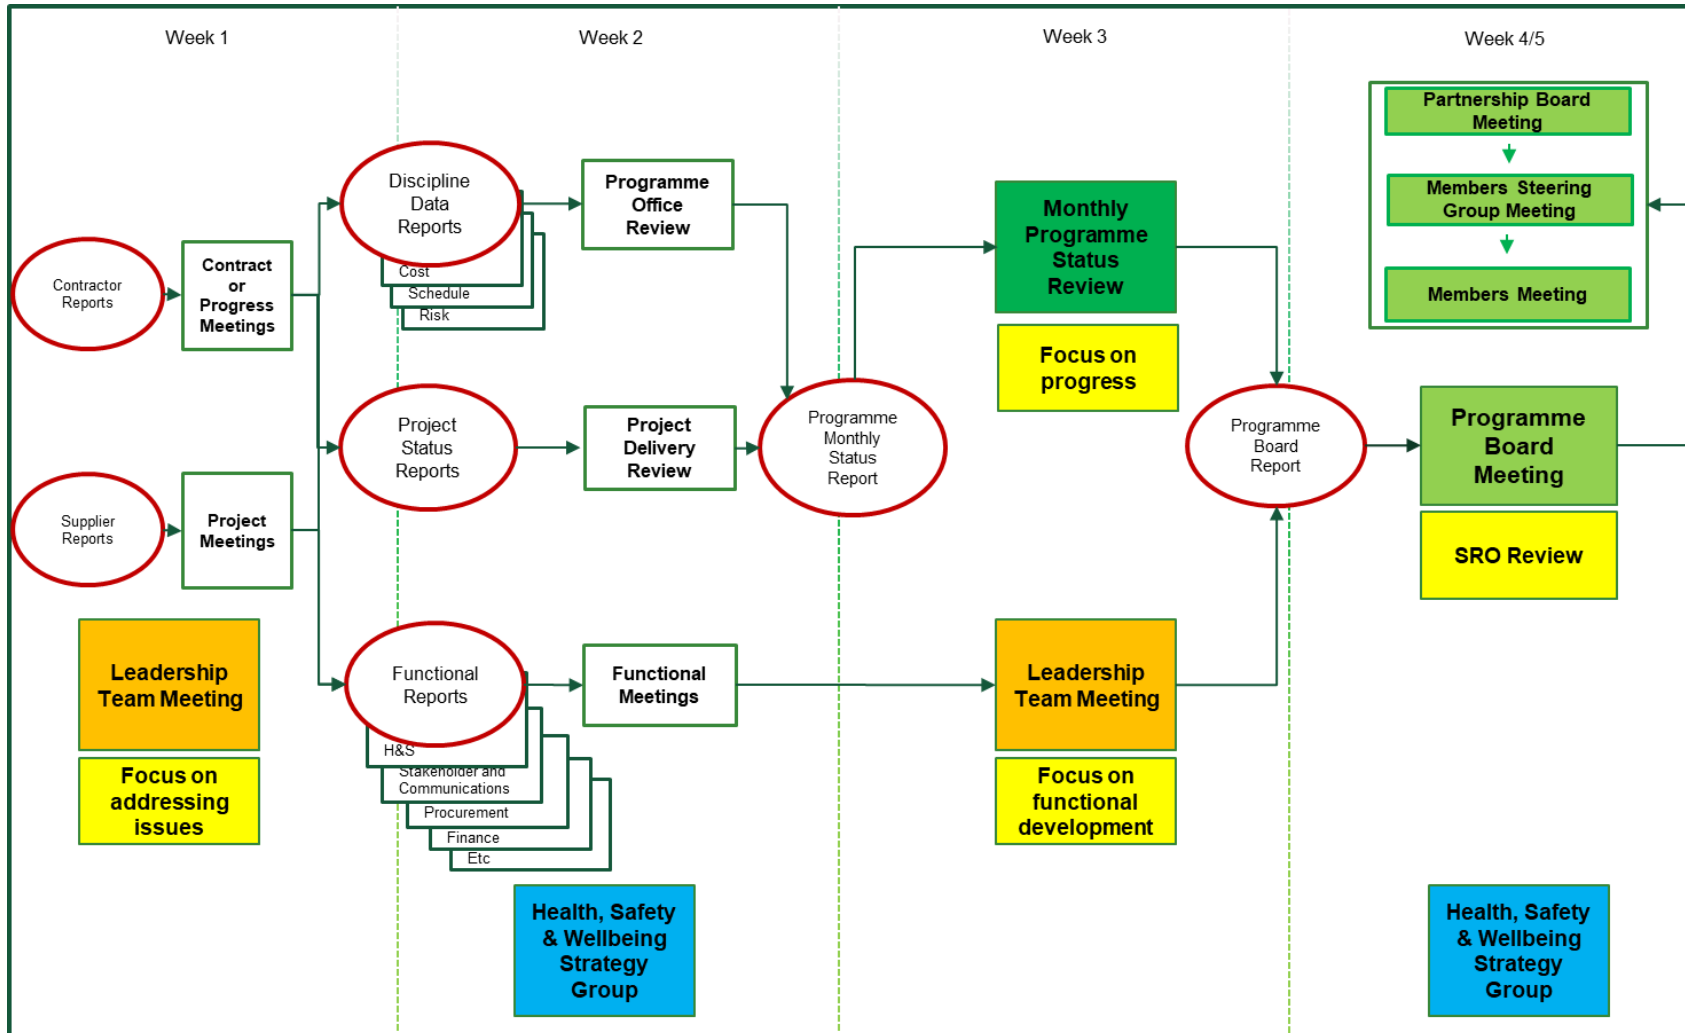 Week 1
Week 2
Week 3
Week 4/5
Contractor
Reports
Contract
or
Progress
Meetings
Supplier
Reports
Project
Meetings
Leadership
Team Meeting
Focus on
addressing
issues
Discipline
Data
Reports
Cost
Schedule
Risk
Programme
Office
Review
Project
Status
Reports
Project
Delivery
Review
Functional
Reports
H&S
Stakeholder and
Communications
Procurement
Finance
Etc
Functional
Meetings
Health, Safety
& Wellbeing
Strategy
Group
Programme
Monthly
Status
Report
Monthly
Programme
Status
Review
Focus on
progress
Leadership
Team Meeting
Focus on
functional
development
Programme
Board
Report
Partnership Board
Meeting
Members Steering
Group Meeting
Members Meeting
Programme
Board
Meeting
SRO Review
Health, Safety
& Wellbeing
Strategy
Group